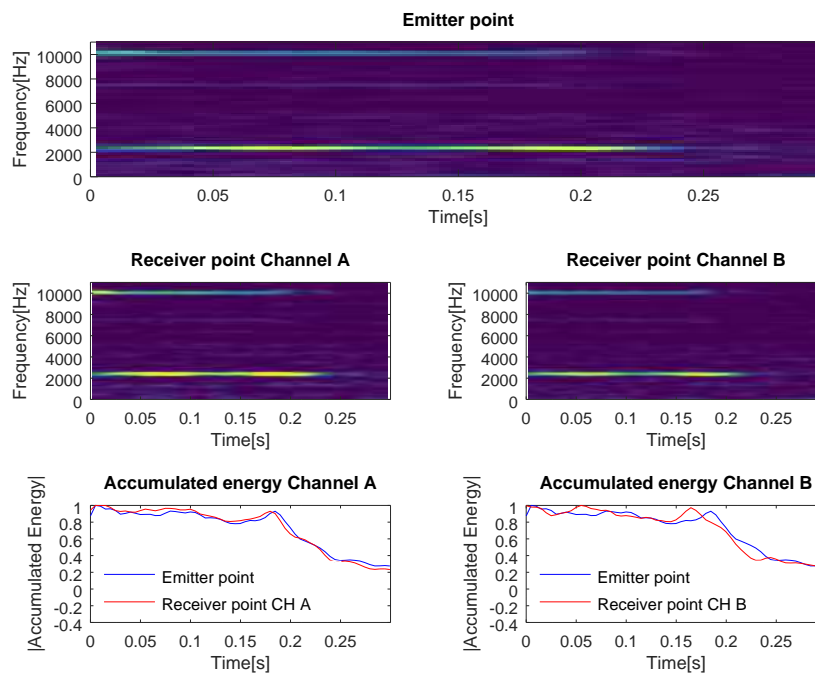 Emitter point
Frequency[Hz]
10000
8000
6000
4000
2000
0
0 0.05 0.1 0.15 0.2 0.25
Time[s]
Receiver point Channel A
Frequency[Hz]
10000
8000
6000
4000
2000
0
0 0.05 0.1 0.15 0.2 0.25
Time[s]
Receiver point Channel B
Frequency[Hz]
10000
8000
6000
4000
2000
0
0 0.05 0.1 0.15 0.2 0.25
Time[s]
Accumulated energy Channel A
|Accumulated Energy|
1
0.8
0.6
0.4
0.2
0
-0.2
-0.4
Emitter point
Receiver point CH A
0 0.05 0.1 0.15 0.2 0.25
Time[s]
Accumulated energy Channel B
|Accumulated Energy|
1
0.8
0.6
0.4
0.2
0
-0.2
-0.4
Emitter point
Receiver point CH B
0 0.05 0.1 0.15 0.2 0.25
Time[s]